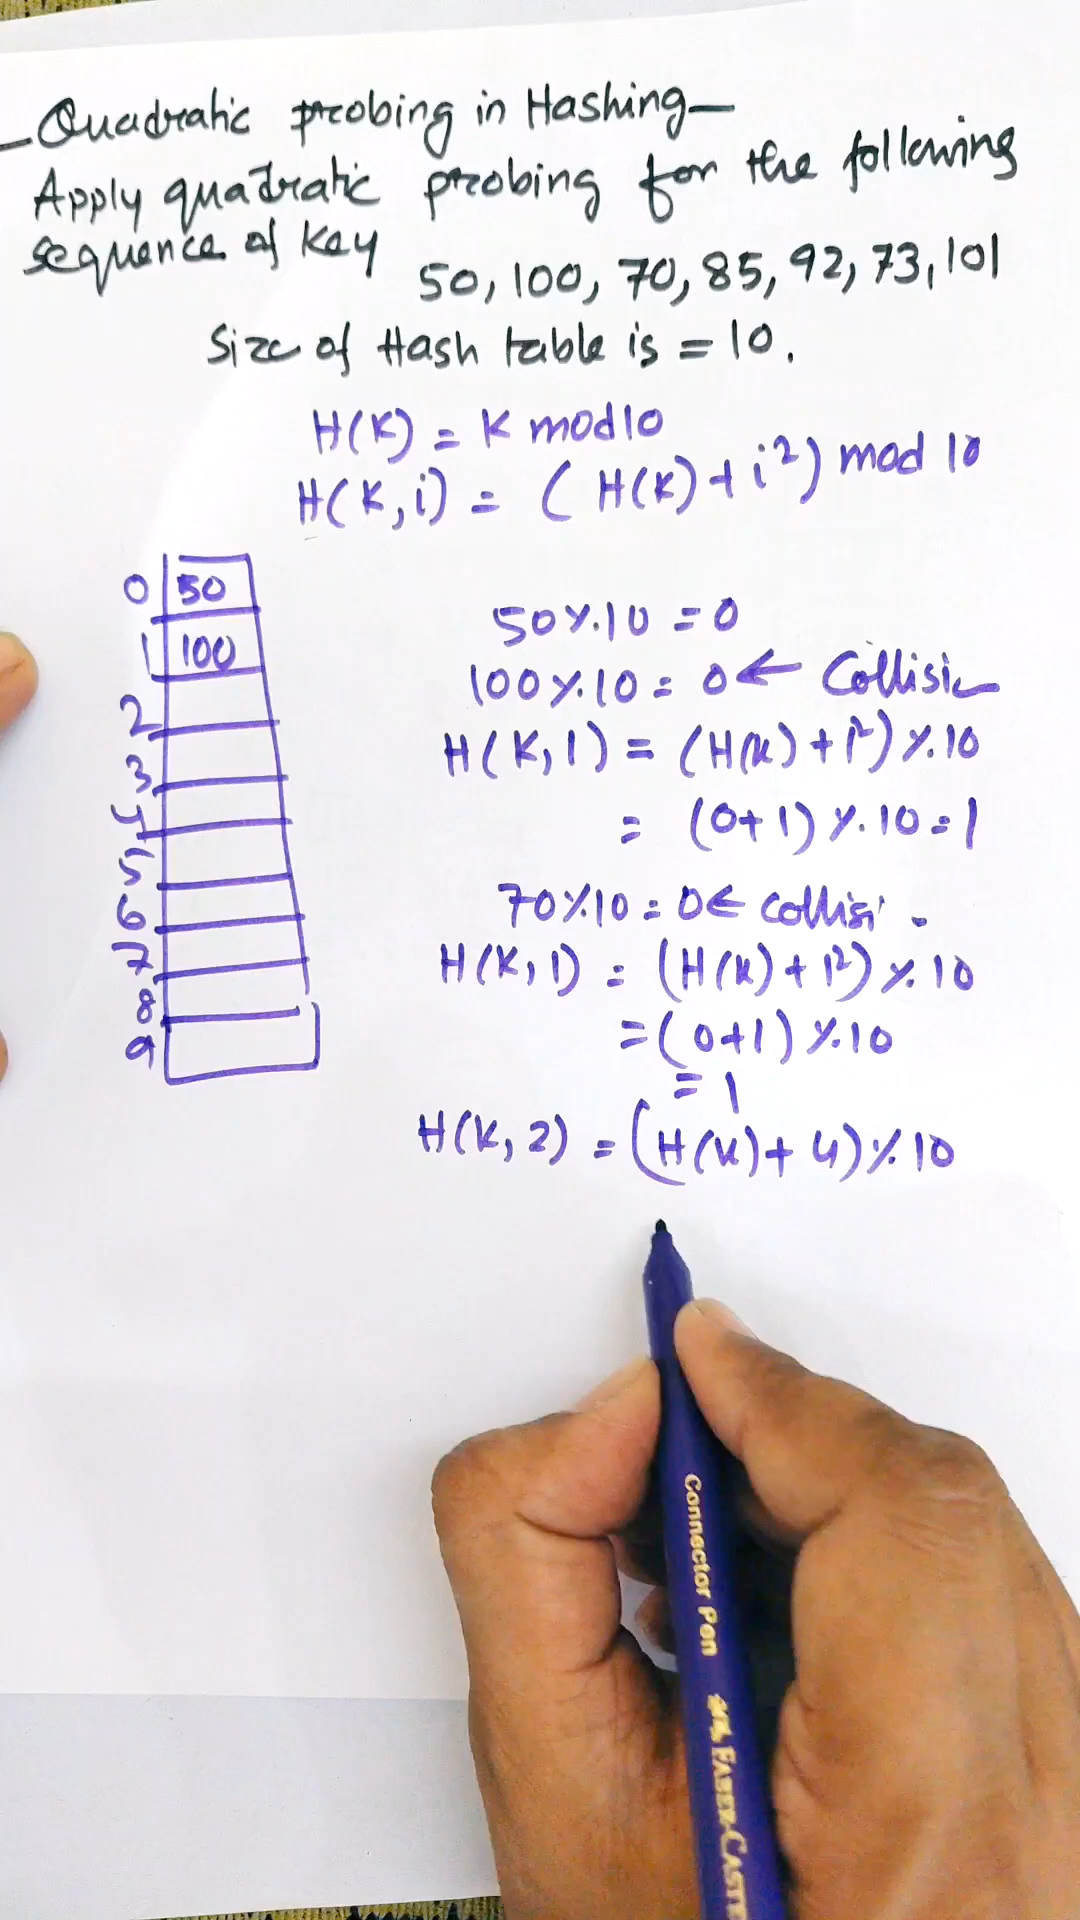 Quadratic probing in Hashing
Apply quadratic probing for the following
sequence of key
50, 100, 70, 85, 92, 73, 101
Size of Hash table is = 10.
H(K) = K mod 10
H(K, i) = ( H(K) + i²) mod 10
0 50
1 100
2
3
4
5
6
7
8
9
50 % 10 = 0
100 % 10 = 0 ← Collision
H(K, 1) = (H(K) + 1²) % 10
= (0+1) % 10 = 1
70 % 10 = 0 ← Collisi .
H(K, 1) = (H(K) + 1²) % 10
= (0+1) % 10
= 1
H(K, 2) = (H(K) + 4) % 10
Connector Pen FABER-CASTE